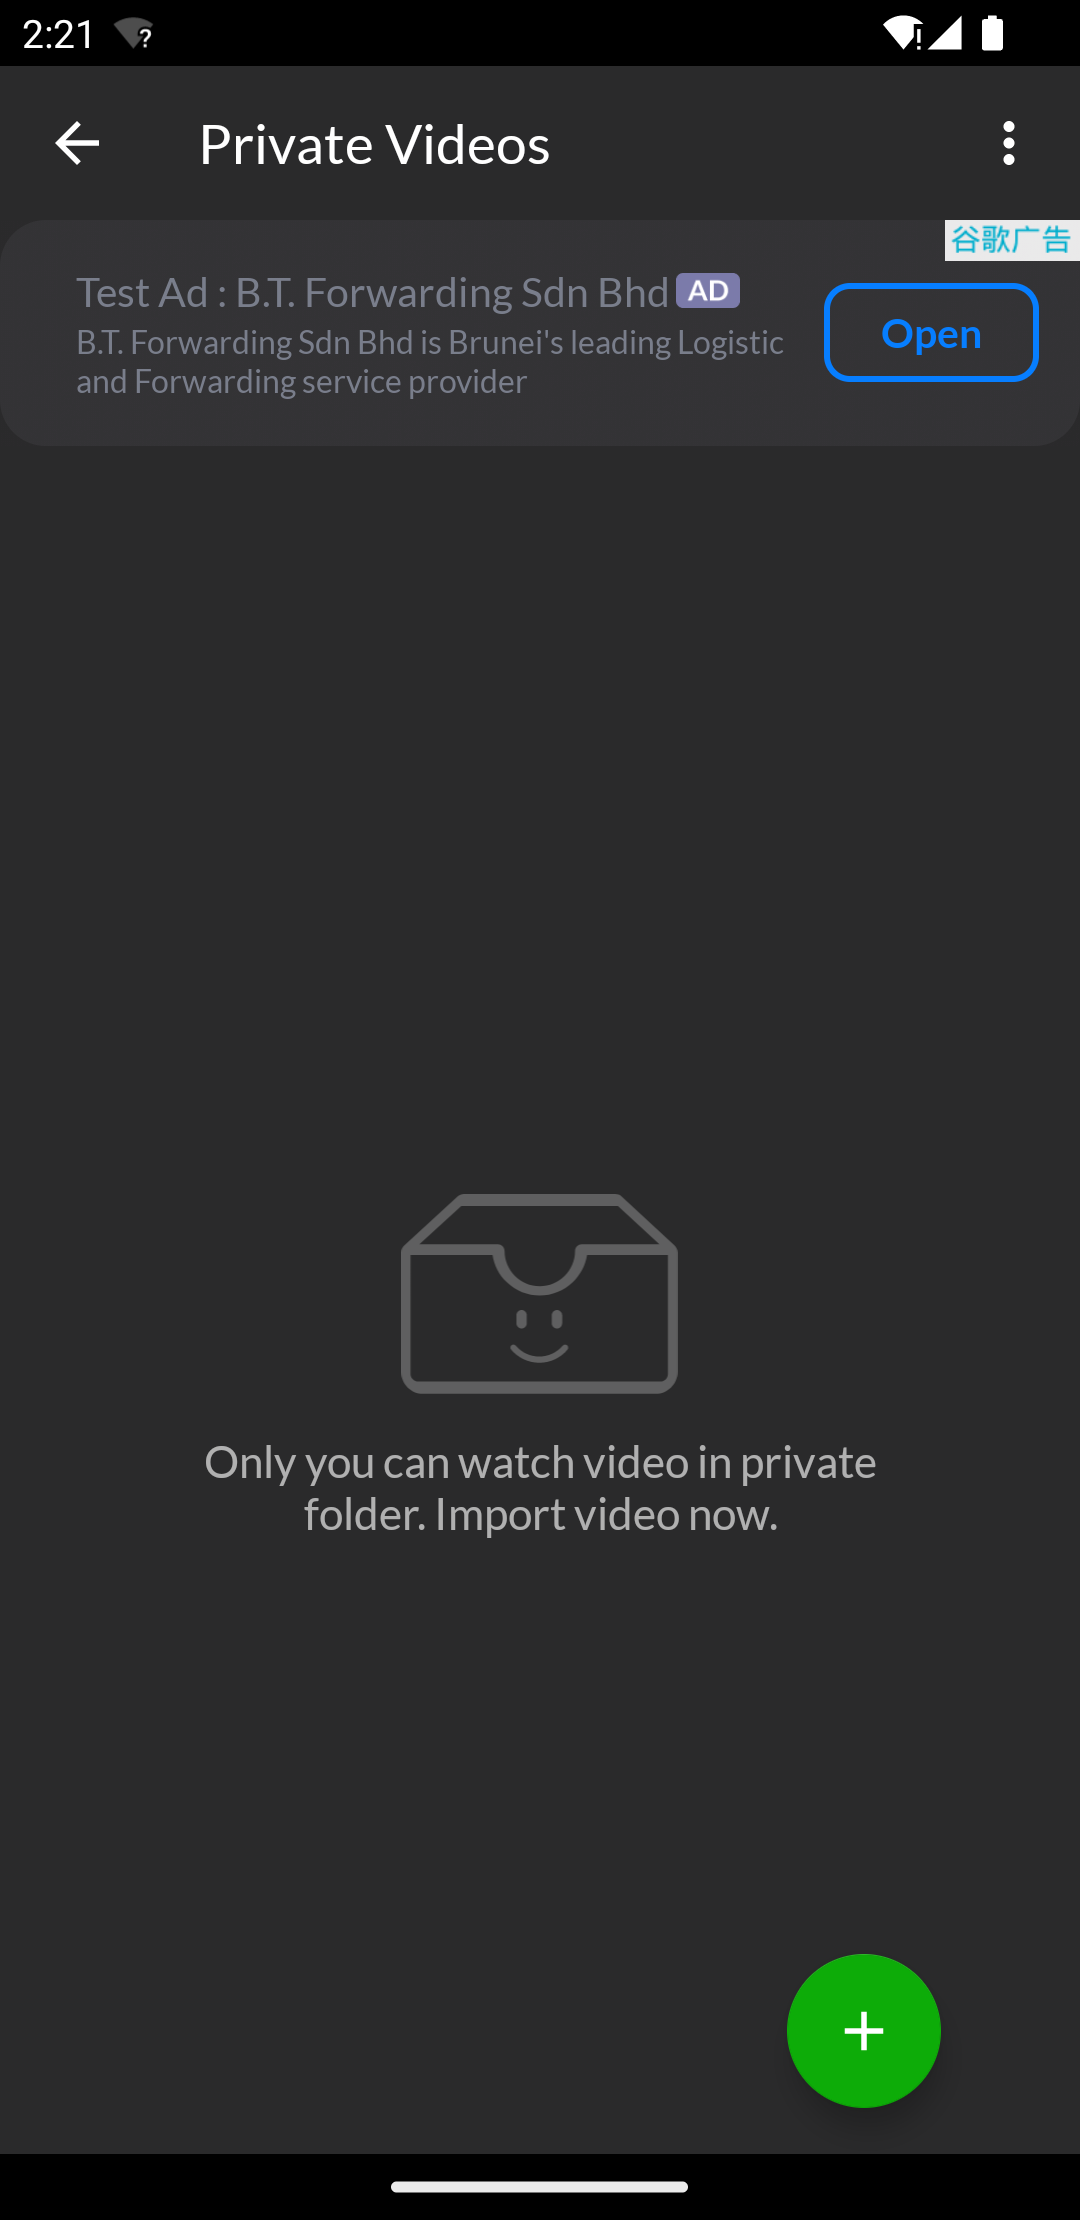 2:21
Private Videos
谷歌广告
Test Ad : B.T. Forwarding Sdn Bhd AD
B.T. Forwarding Sdn Bhd is Brunei's leading Logistic
and Forwarding service provider
Open
Only you can watch video in private
folder. Import video now.